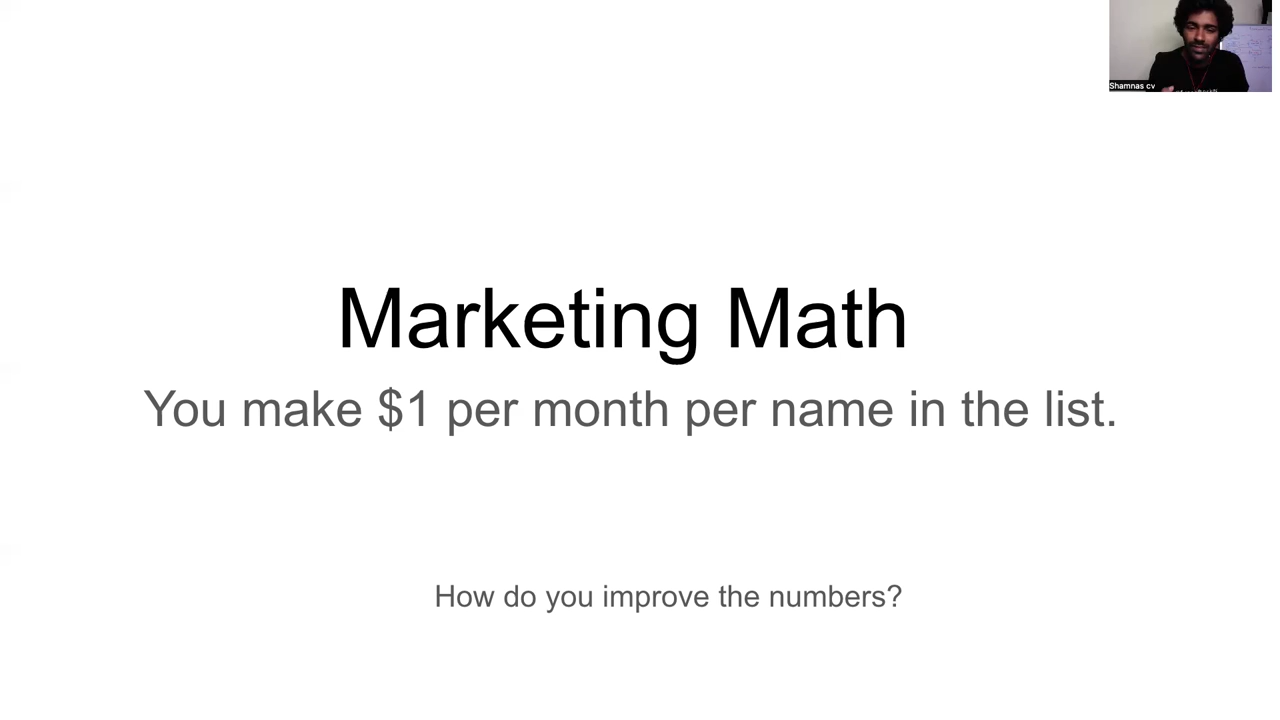 Shamnas cv
Marketing Math
You make $1 per month per name in the list.
How do you improve the numbers?